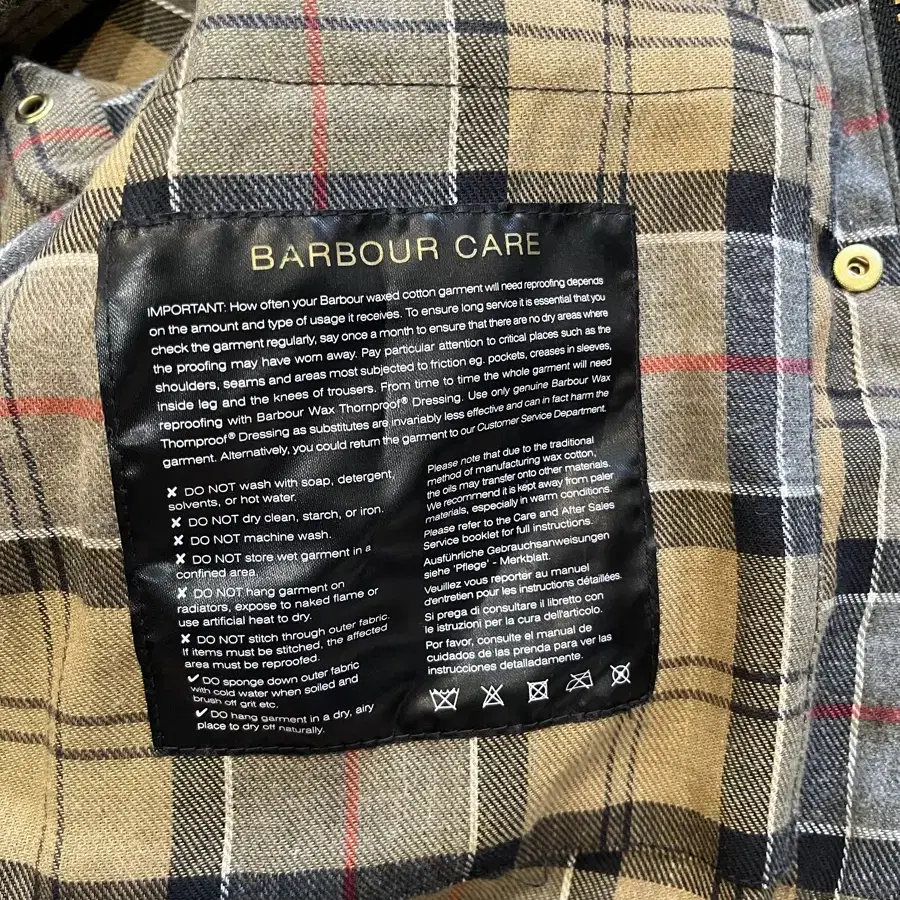 BARBOUR CARE
IMPORTANT: How often your Barbour waxed cotton garment will need reproofing depends
on the amount and type of usage it receives. To ensure long service it is essential that you
check the garment regularly, say once a month to ensure that there are no dry areas where
the proofing may have worn away. Pay particular attention to critical places such as the
shoulders, seams and areas most subjected to friction eg. pockets, creases in sleeves,
inside leg and the knees of trousers. From time to time the whole garment will need
reproofing with Barbour Wax Thornproof® Dressing. Use only genuine Barbour Wax
Thornproof® Dressing as substitutes are invariably less effective and can in fact harm the
garment. Alternatively, you could return the garment to our Customer Service Department.
✘ DO NOT wash with soap, detergent,
solvents, or hot water.
✘ DO NOT dry clean, starch, or iron.
✘ DO NOT machine wash.
✘ DO NOT store wet garment in a
confined area.
✘ DO NOT hang garment on
radiators, expose to naked flame or
use artificial heat to dry.
✘ DO NOT stitch through outer fabric.
If items must be stitched, the affected
area must be reproofed.
✔ DO sponge down outer fabric
with cold water when soiled and
brush off grit etc.
✔ DO hang garment in a dry, airy
place to dry off naturally.
Please note that due to the traditional
method of manufacturing wax cotton,
the oils may transfer onto other materials.
We recommend it is kept away from paler
materials, especially in warm conditions.
Please refer to the Care and After Sales
Service booklet for full instructions.
Ausführliche Gebrauchsanweisungen
siehe 'Pflege' - Merkblatt.
Veuillez vous reporter au manuel
d'entretien pour les instructions détaillées.
Si prega di consultare il libretto con
le istruzioni per la cura dell'articolo.
Por favor, consulte el manual de
cuidados de las prenda para ver las
instrucciones detalladamente.